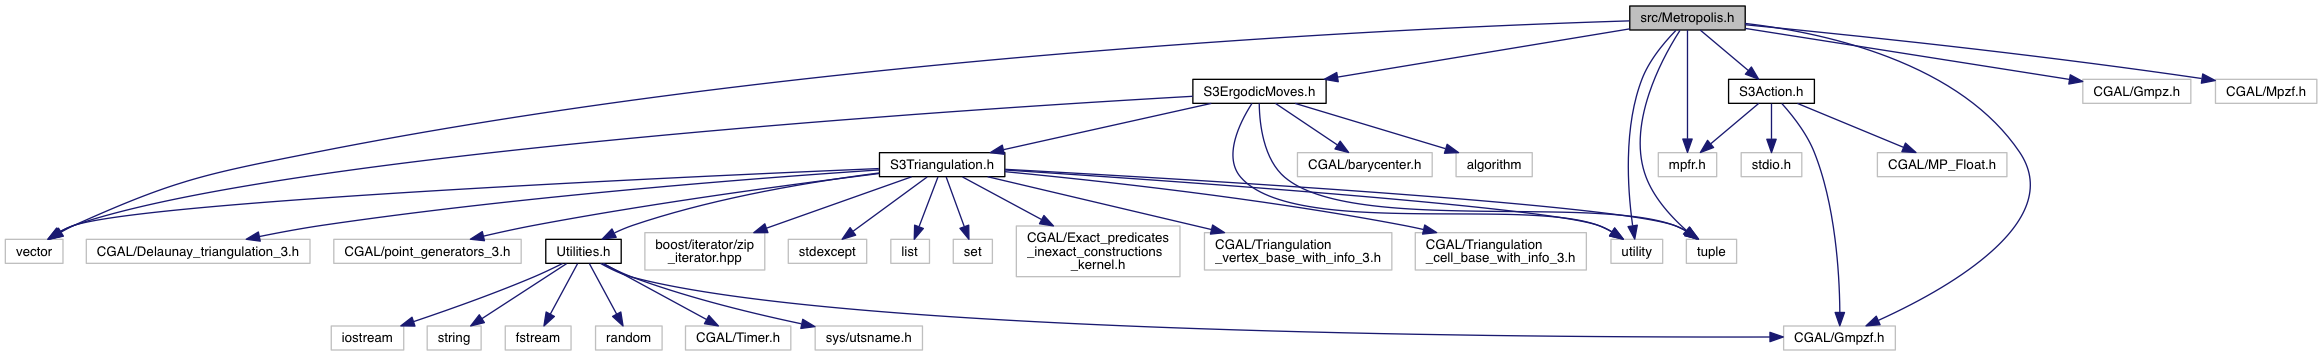 src/Metropolis.h
S3ErgodicMoves.h
S3Action.h
CGAL/Gmpz.h
CGAL/Mpzf.h
S3Triangulation.h
CGAL/barycenter.h
algorithm
mpfr.h
stdio.h
CGAL/MP_Float.h
vector
CGAL/Delaunay_triangulation_3.h
CGAL/point_generators_3.h
Utilities.h
boost/iterator/zip
_iterator.hpp
stdexcept
list
set
CGAL/Exact_predicates
_inexact_constructions
_kernel.h
CGAL/Triangulation
_vertex_base_with_info_3.h
CGAL/Triangulation
_cell_base_with_info_3.h
utility
tuple
iostream
string
fstream
random
CGAL/Timer.h
sys/utsname.h
CGAL/Gmpzf.h